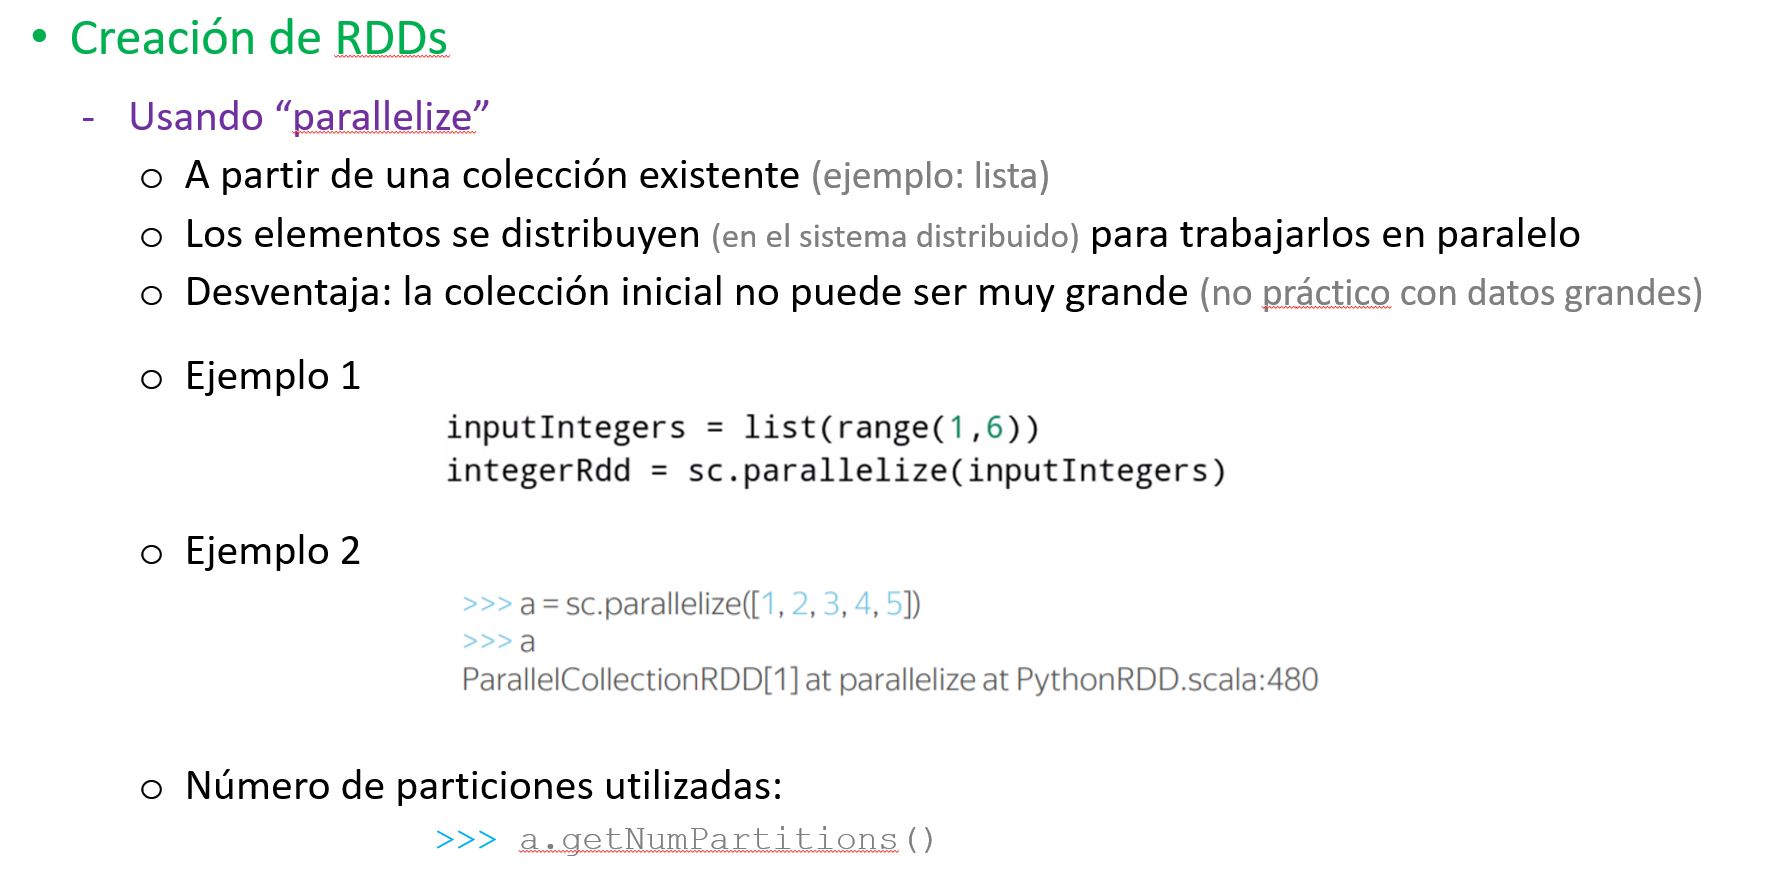 • Creación de RDDs
- Usando “parallelize”
o A partir de una colección existente (ejemplo: lista)
o Los elementos se distribuyen (en el sistema distribuido) para trabajarlos en paralelo
o Desventaja: la colección inicial no puede ser muy grande (no práctico con datos grandes)
o Ejemplo 1
inputIntegers = list(range(1,6))
integerRdd = sc.parallelize(inputIntegers)
o Ejemplo 2
>>> a = sc.parallelize([1, 2, 3, 4, 5])
>>> a
ParallelCollectionRDD[1] at parallelize at PythonRDD.scala:480
o Número de particiones utilizadas:
>>> a.getNumPartitions()